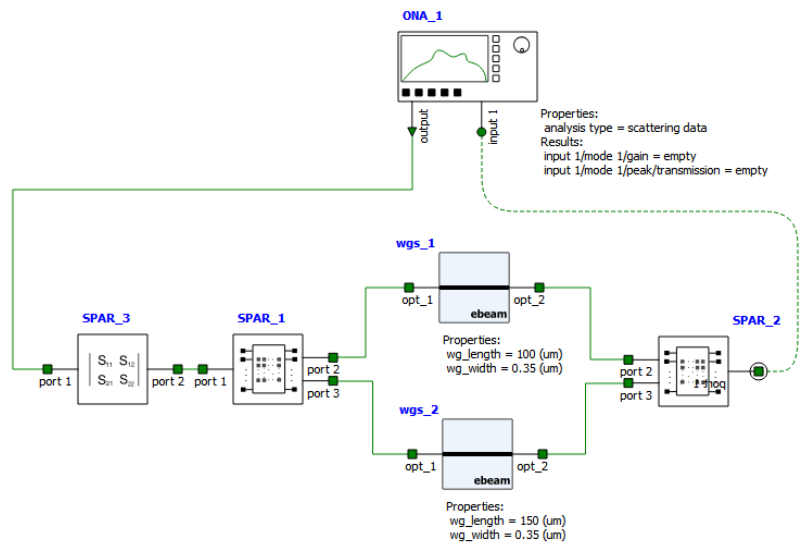 ONA_1
output
input 1
Properties:
analysis type = scattering data
Results:
input 1/mode 1/gain = empty
input 1/mode 1/peak/transmission = empty
wgs_1
opt_1
opt_2
ebeam
Properties:
wg_length = 100 (um)
wg_width = 0.35 (um)
SPAR_3
port 1
S11 S12
S21 S22
port 2
SPAR_1
port 1
port 2
port 3
SPAR_2
port 2
port 3
port 1
wgs_2
opt_1
opt_2
ebeam
Properties:
wg_length = 150 (um)
wg_width = 0.35 (um)